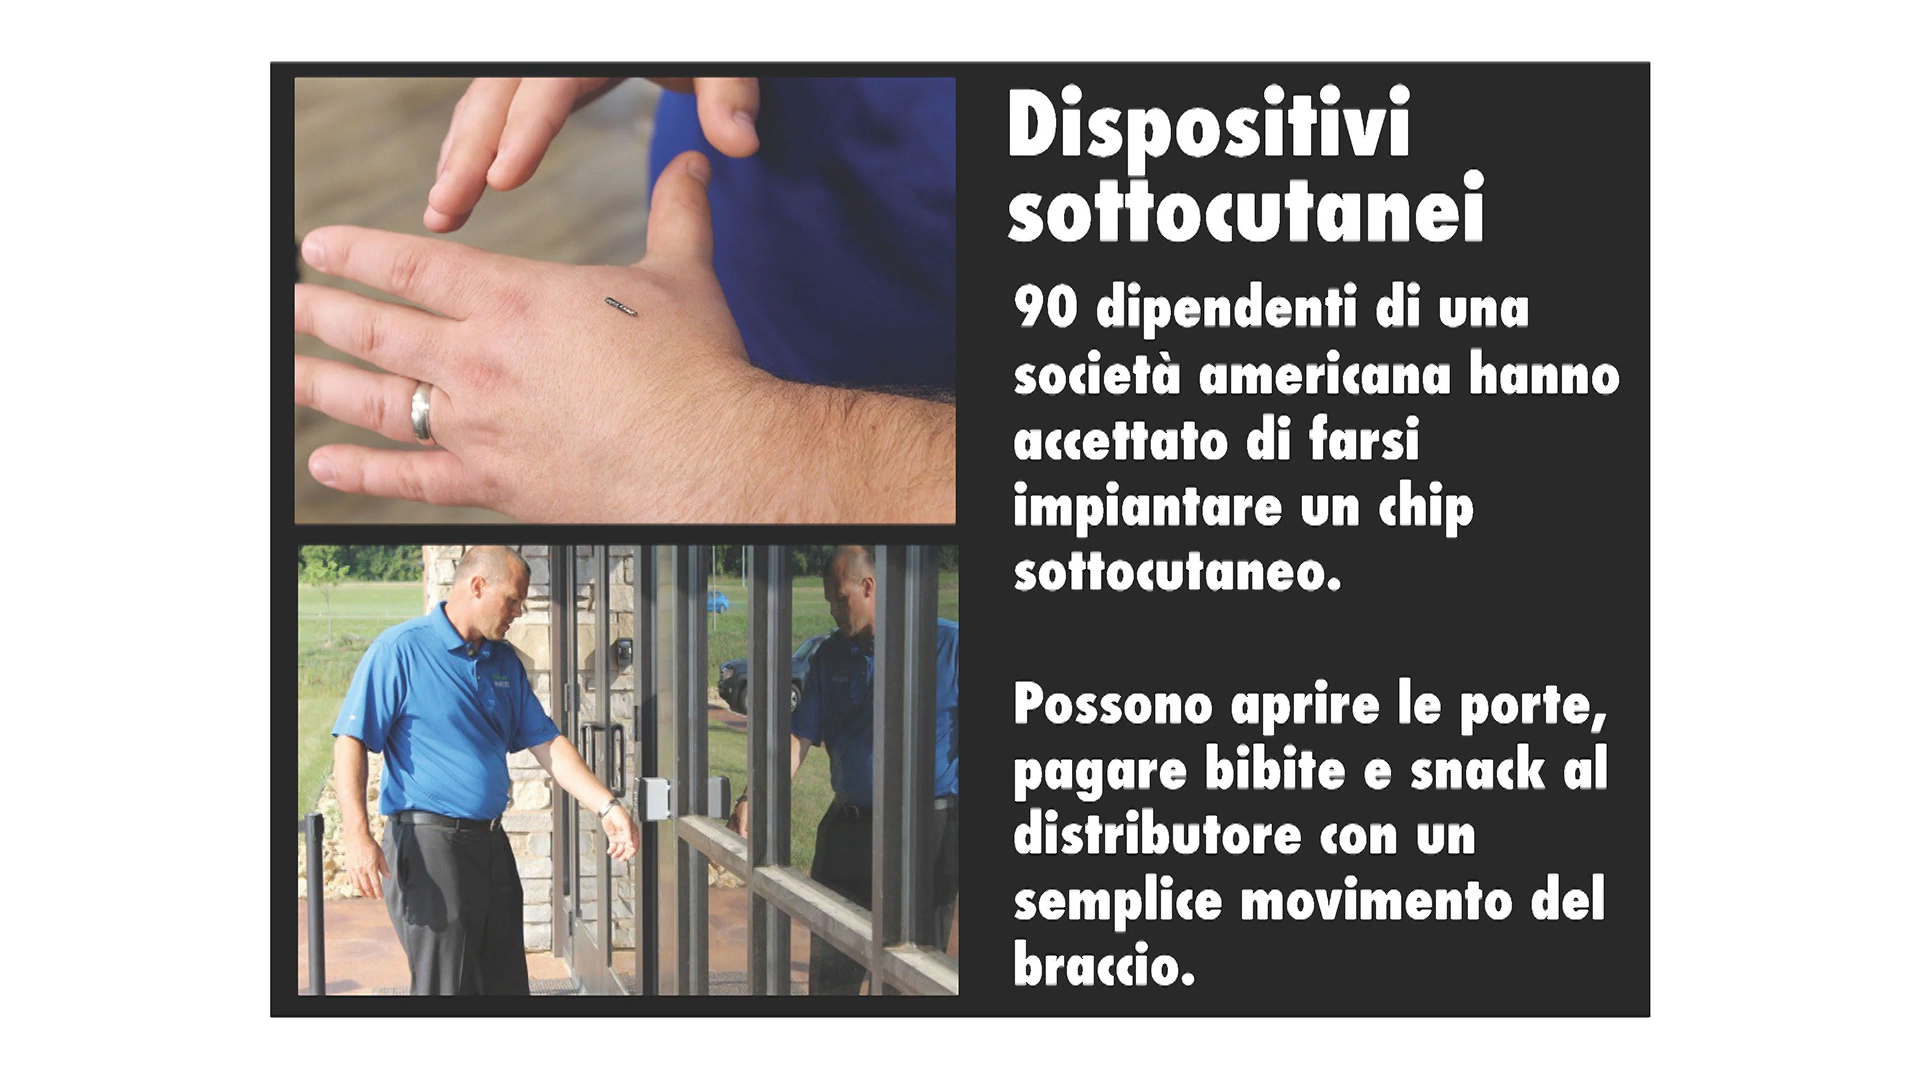 Dispositivi
sottocutanei
90 dipendenti di una
società americana hanno
accettato di farsi
impiantare un chip
sottocutaneo.
Possono aprire le porte,
pagare bibite e snack al
distributore con un
semplice movimento del
braccio.